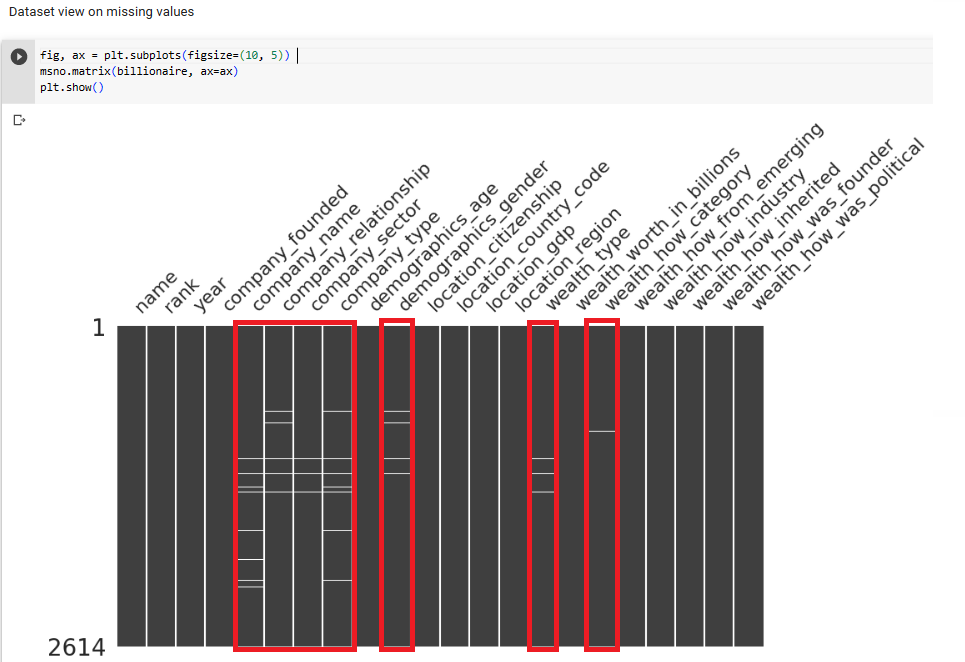 Dataset view on missing values
fig, ax = plt.subplots(figsize=(10, 5))
msno.matrix(billionaire, ax=ax)
plt.show()
name
rank
year
company_founded
company_name
company_relationship
company_sector
company_type
demographics_age
demographics_gender
location_citizenship
location_country_code
location_gdp
location_region
wealth_type
wealth_worth_in_billions
wealth_how_category
wealth_how_from_emerging
wealth_how_industry
wealth_how_inherited
wealth_how_was_founder
wealth_how_was_political
1
2614